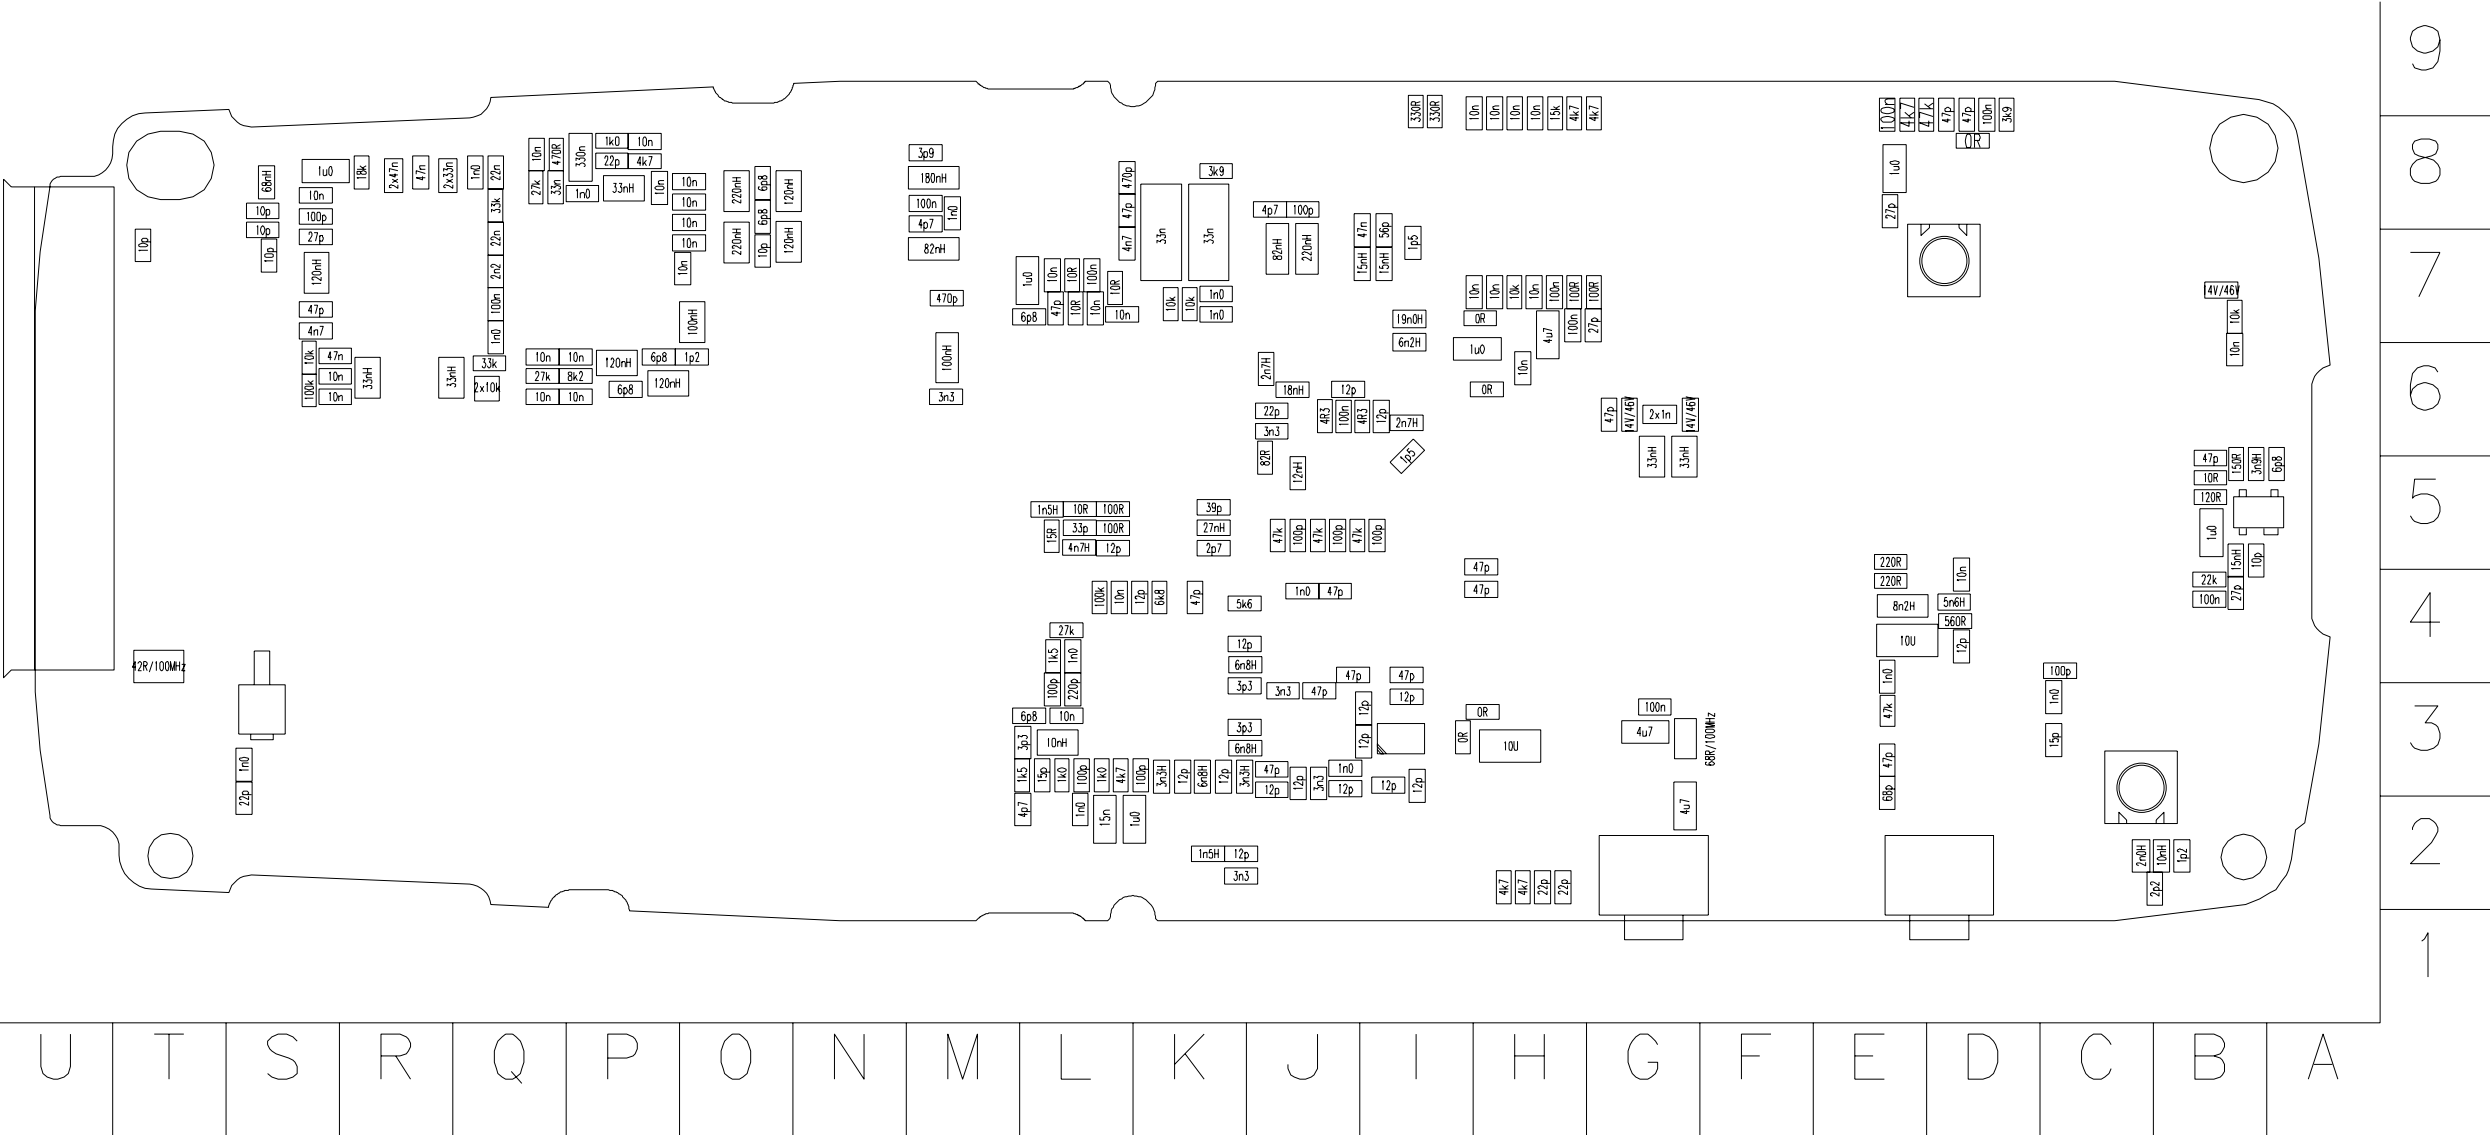 9
330R 330R 10n 10n 10n 10n 15k 4k7 4k7 100n 4k7 47k 47p 47p 100n 3k9
0R
8
10n 470R 330n 1k0 10n
22p 4k7
3p9
68nH 1u0 18k 2x47n 47n 2x33n 1n0 22n
27k 33n 1n0 33nH 10n 10n
220nH 6p8 120nH 180nH 470p 3k9 1u0
10n 33k 10n 100n 1n0 47p 27p
10p 100p 10n 6p8 4p7 4p7 100p
10p 27p 22n 10n 220nH 10p 120nH 82nH 4n7 33n 33n 82nH 220nH 47n 56p 1p5
10p 10p 120nH 2n2 10n 15nH 15nH
7
1u0 10n 10R 100n 10R 10n 10n 10k 10n 100n 100R 100R 14V/46V
47p 100n 100nH 470p 47p 10R 10n 10k 10k 1n0 10k
6p8 10n 1n0 19n0H 0R 4u7 100n 27p
4n7 1n0 100nH 6n2H 1u0 10n
10k 47n 33k 10n 10n 120nH 6p8 1p2 2n7H 10n
100k 10n 33nH 33nH 2x10k 27k 8k2 120nH 18nH 12p 0R
10n 10n 10n 6p8 3n3
6
22p 4R3 100n 4R3 12p 2n7H 47p 14V/46V 2x1n 14V/46V
3n3
82R 12nH 1p5 33nH 33nH 47p 150R 3n9H 6p8
10R
120R
5
1n5H 10R 100R 39p
15R 33p 100R 27nH 47k 100p 47k 100p 47k 100p 1u0
4n7H 12p 2p7
47p 220R 10n 15nH 10p
220R 22k
100k 10n 12p 6k8 47p 5k6 1n0 47p 47p 8n2H 5n6H 100n 27p
4
560R
27k 10U 12p
1k5 1n0 12p
42R/100MHz 6n8H
100p 220p 3p3 3n3 47p 47p 47p 1n0 100p
12p 1n0
6p8 10n 12p 0R 100n 47k
3
3p3 10nH 3p3 12p 0R 10U 4u7 68R/100MHz 15p
6n8H
1n0 1k5 15p 1k0 100p 1k0 4k7 100p 3n3H 12p 6n8H 12p 3n3H 47p 12p 3n3 1n0 47p
22p 12p 12p 12p 12p 68p
4p7 1n0 15n 1u0 4u7
2
1n5H 12p 2n0H 10nH 1p2
3n3 4k7 4k7 22p 22p 2p2
1
U T S R Q P O N M L K J I H G F E D C B A